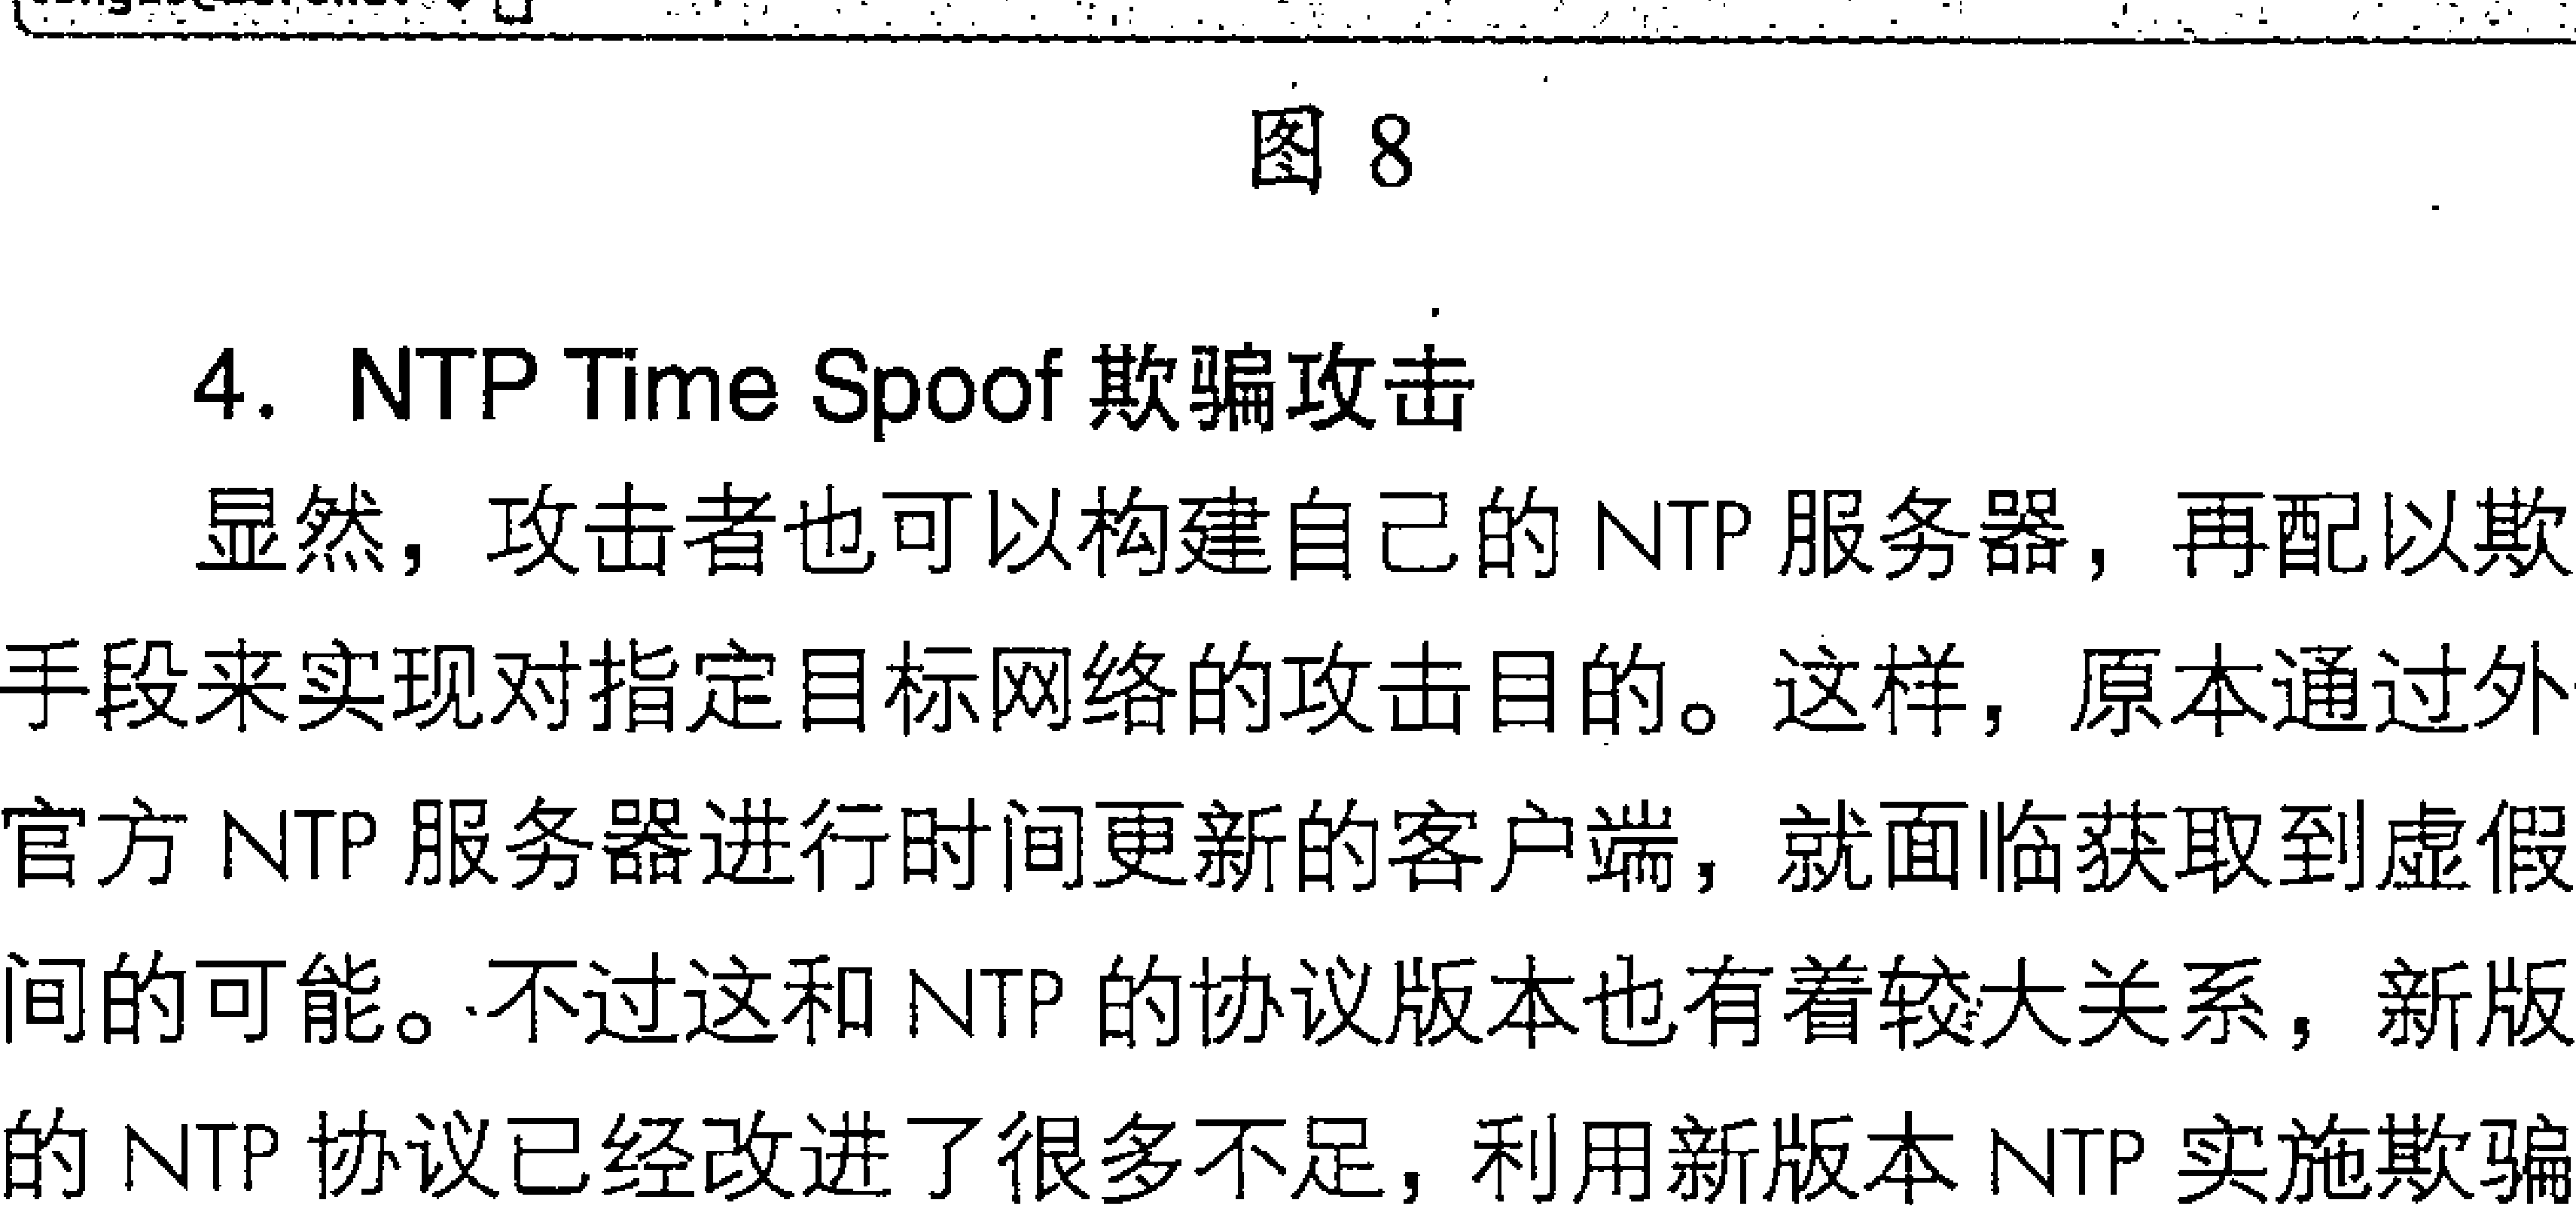 图 8
4. NTP Time Spoof 欺骗攻击
显然，攻击者也可以构建自己的 NTP 服务器，再配以欺
手段来实现对指定目标网络的攻击目的。这样，原本通过外
官方 NTP 服务器进行时间更新的客户端，就面临获取到虚假
间的可能。不过这和 NTP 的协议版本也有着较大关系，新版
的 NTP 协议已经改进了很多不足，利用新版本 NTP 实施欺骗